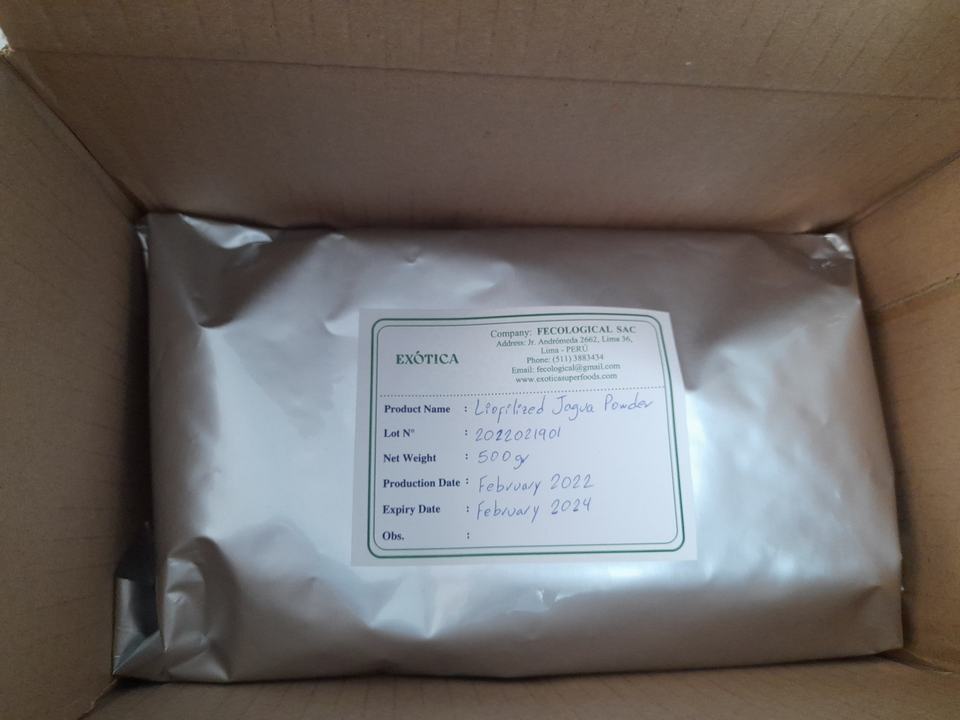 EXÓTICA
Company: FECOLOGICAL SAC
Address: Jr. Andrómeda 2662, Lima 36,
Lima - PERÚ
Phone: (511) 3883434
Email: fecological@gmail.com
www.exoticasuperfoods.com
Product Name : Liofilized Jagua Powder
Lot Nº : 2022021901
Net Weight : 500gr
Production Date : February 2022
Expiry Date : February 2024
Obs. :